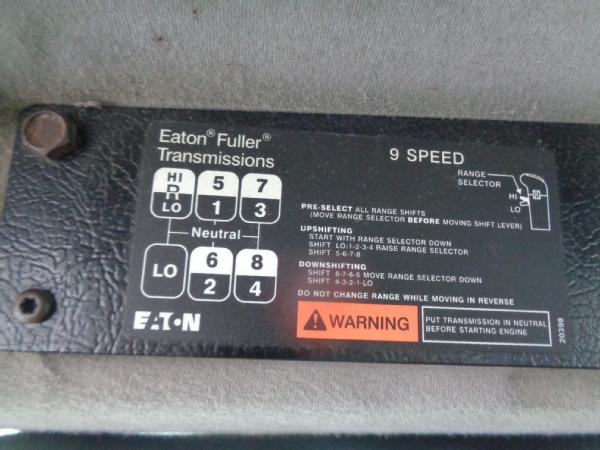 Eaton® Fuller®
Transmissions
9 SPEED
RANGE
SELECTOR
HI
LO
HI
R
LO
5
1
7
3
Neutral
LO
6
2
8
4
PRE-SELECT ALL RANGE SHIFTS
(MOVE RANGE SELECTOR BEFORE MOVING SHIFT LEVER)
UPSHIFTING
START WITH RANGE SELECTOR DOWN
SHIFT LO-1-2-3-4 RAISE RANGE SELECTOR
SHIFT 5-6-7-8
DOWNSHIFTING
SHIFT 8-7-6-5 MOVE RANGE SELECTOR DOWN
SHIFT 4-3-2-1-LO
DO NOT CHANGE RANGE WHILE MOVING IN REVERSE
EATON
WARNING
PUT TRANSMISSION IN NEUTRAL
BEFORE STARTING ENGINE
20398